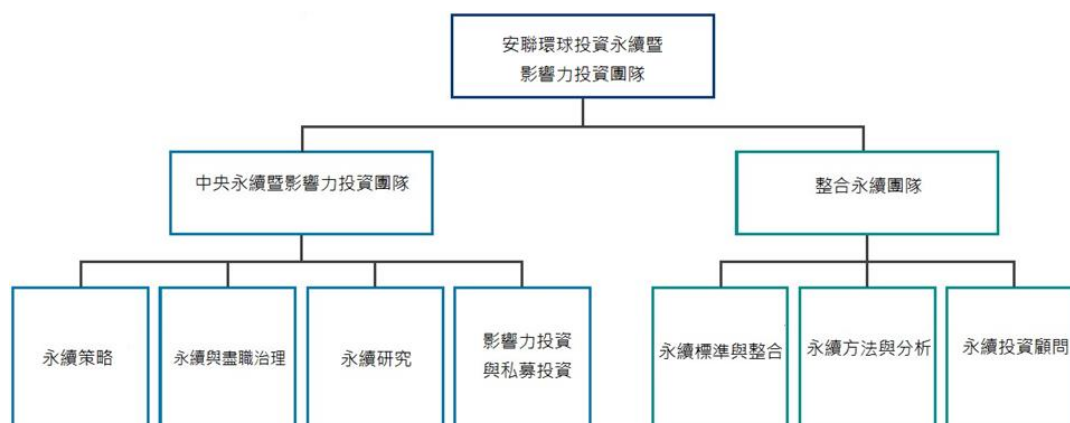 安聯環球投資永續暨
影響力投資團隊
中央永續暨影響力投資團隊
整合永續團隊
永續策略
永續與盡職治理
永續研究
影響力投資
與私募投資
永續標準與整合
永續方法與分析
永續投資顧問